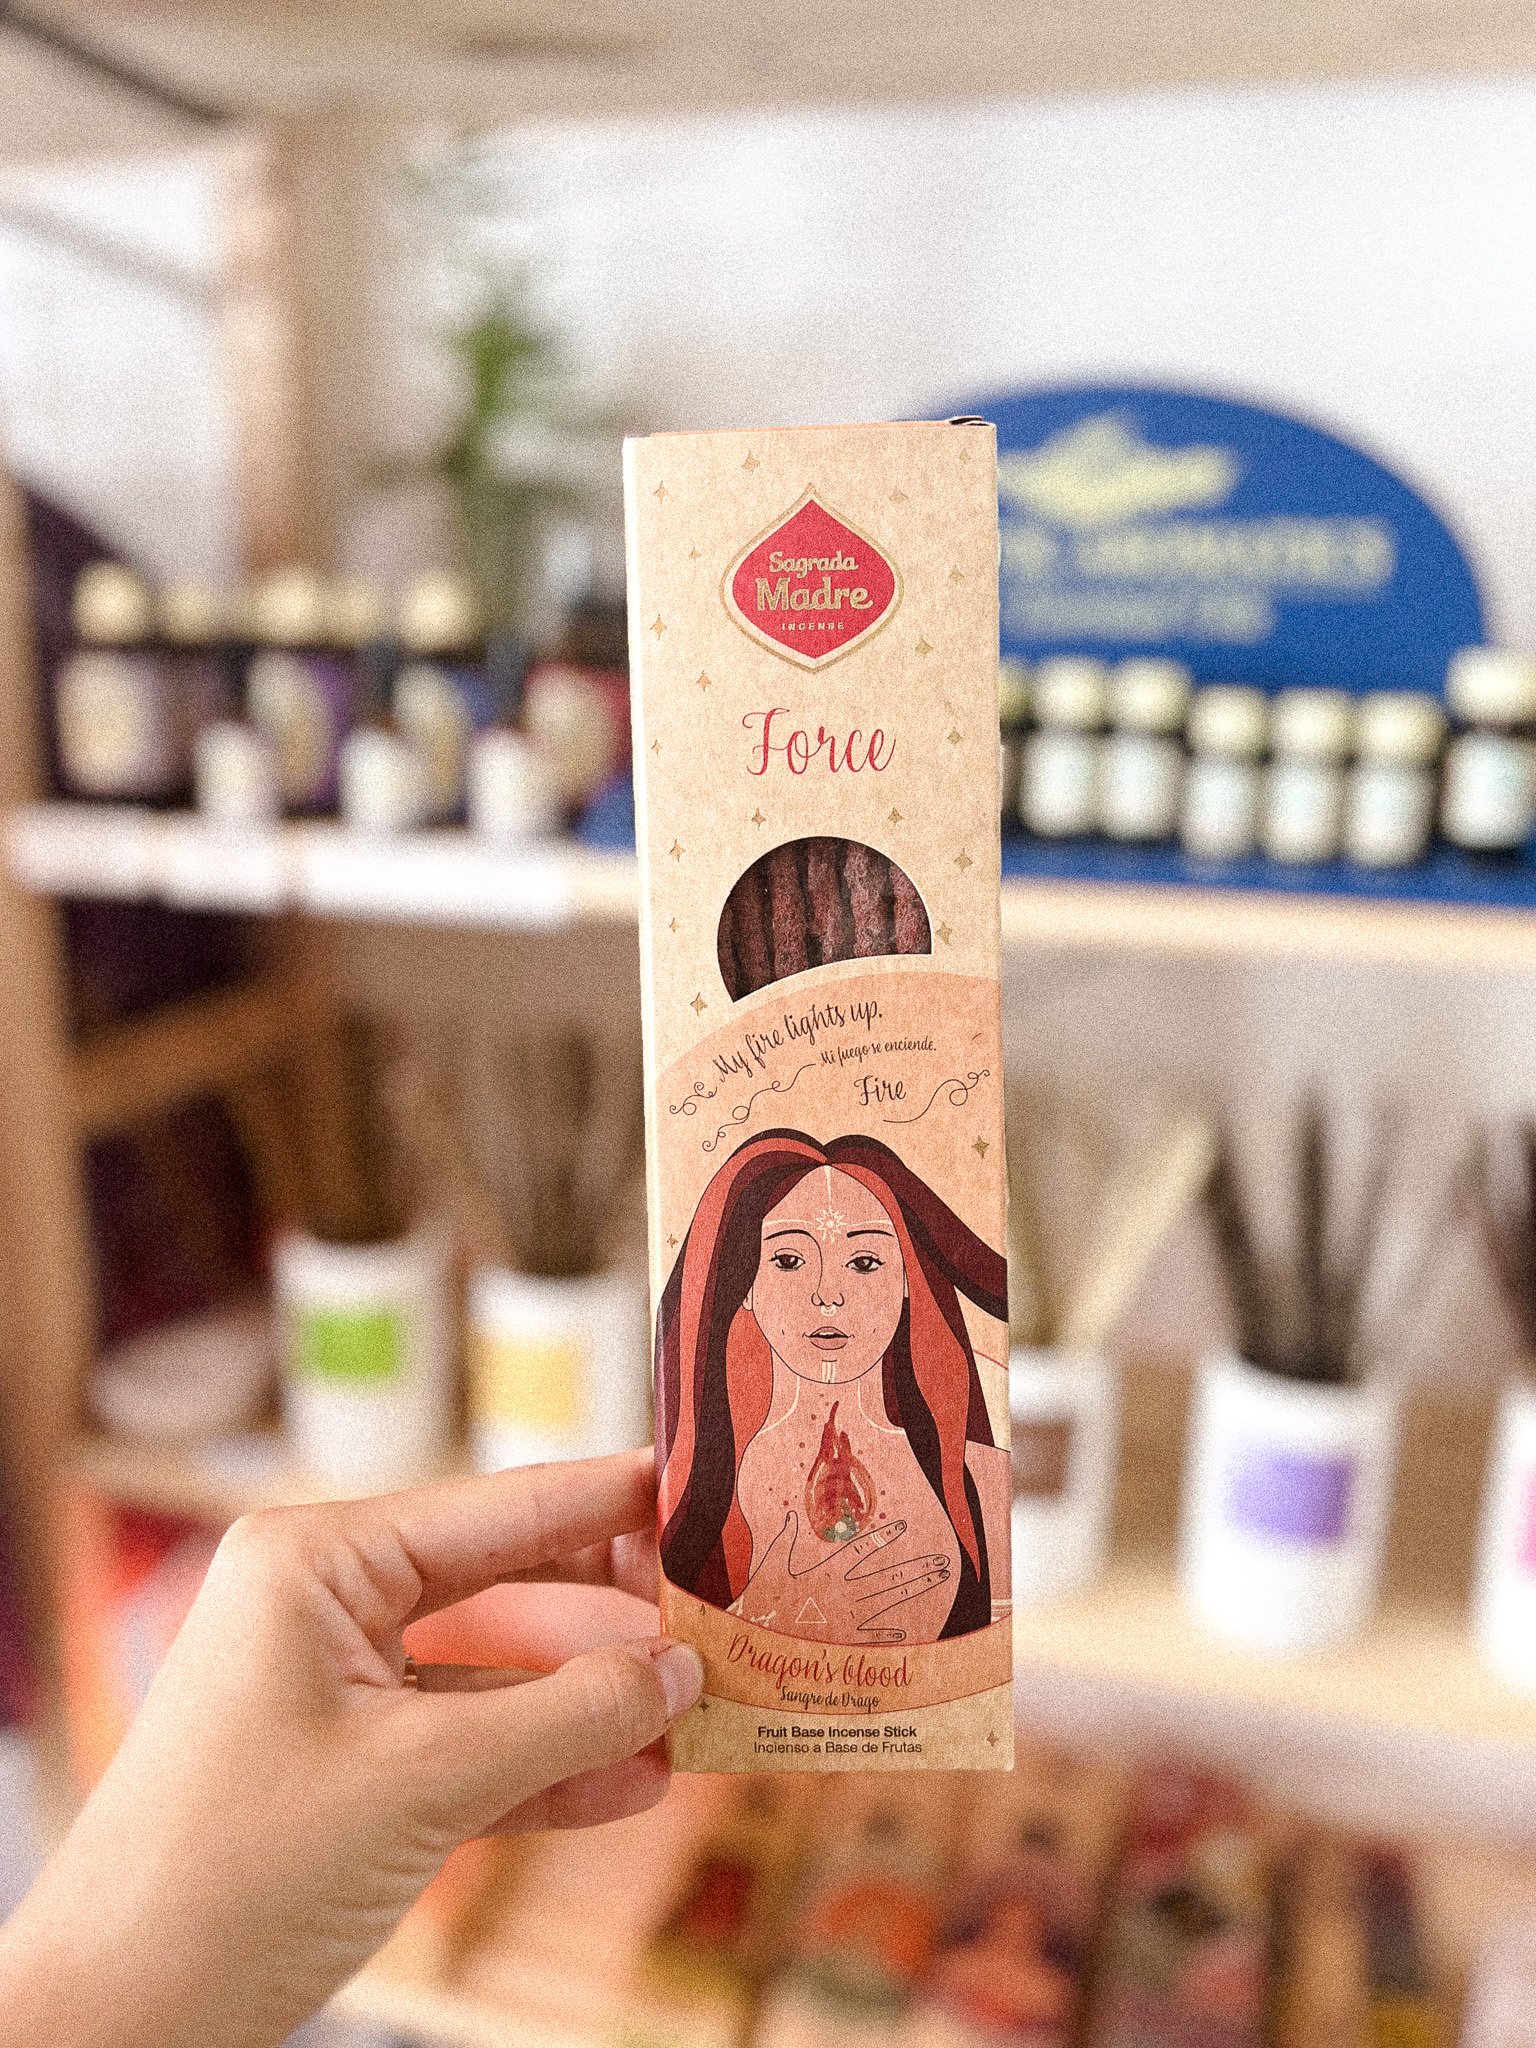 Sagrada
Madre
INCENSE
Force
My fire lights up.
Mi fuego se enciende.
Fire
Dragon's blood
Sangre de Drago
Fruit Base Incense Stick
Incienso a Base de Frutas